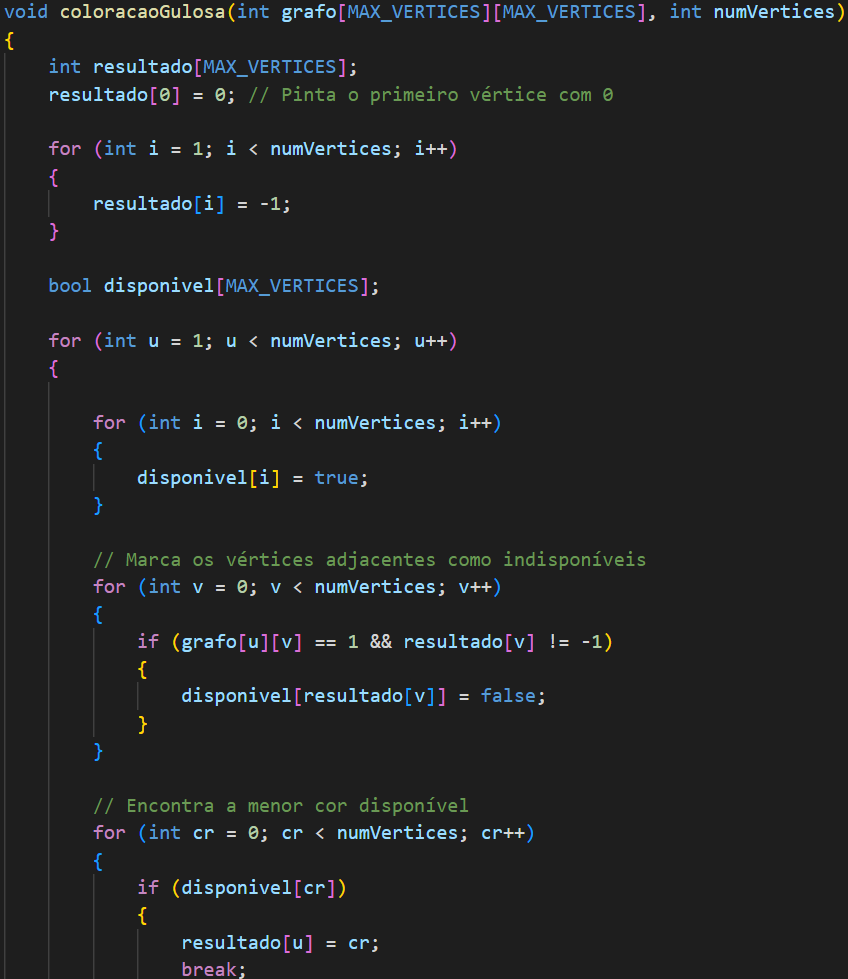 void coloracaoGulosa(int grafo[MAX_VERTICES][MAX_VERTICES], int numVertices)
{
    int resultado[MAX_VERTICES];
    resultado[0] = 0; // Pinta o primeiro vértice com 0

    for (int i = 1; i < numVertices; i++)
    {
        resultado[i] = -1;
    }

    bool disponivel[MAX_VERTICES];

    for (int u = 1; u < numVertices; u++)
    {

        for (int i = 0; i < numVertices; i++)
        {
            disponivel[i] = true;
        }

        // Marca os vértices adjacentes como indisponíveis
        for (int v = 0; v < numVertices; v++)
        {
            if (grafo[u][v] == 1 && resultado[v] != -1)
            {
                disponivel[resultado[v]] = false;
            }
        }

        // Encontra a menor cor disponível
        for (int cr = 0; cr < numVertices; cr++)
        {
            if (disponivel[cr])
            {
                resultado[u] = cr;
                break;